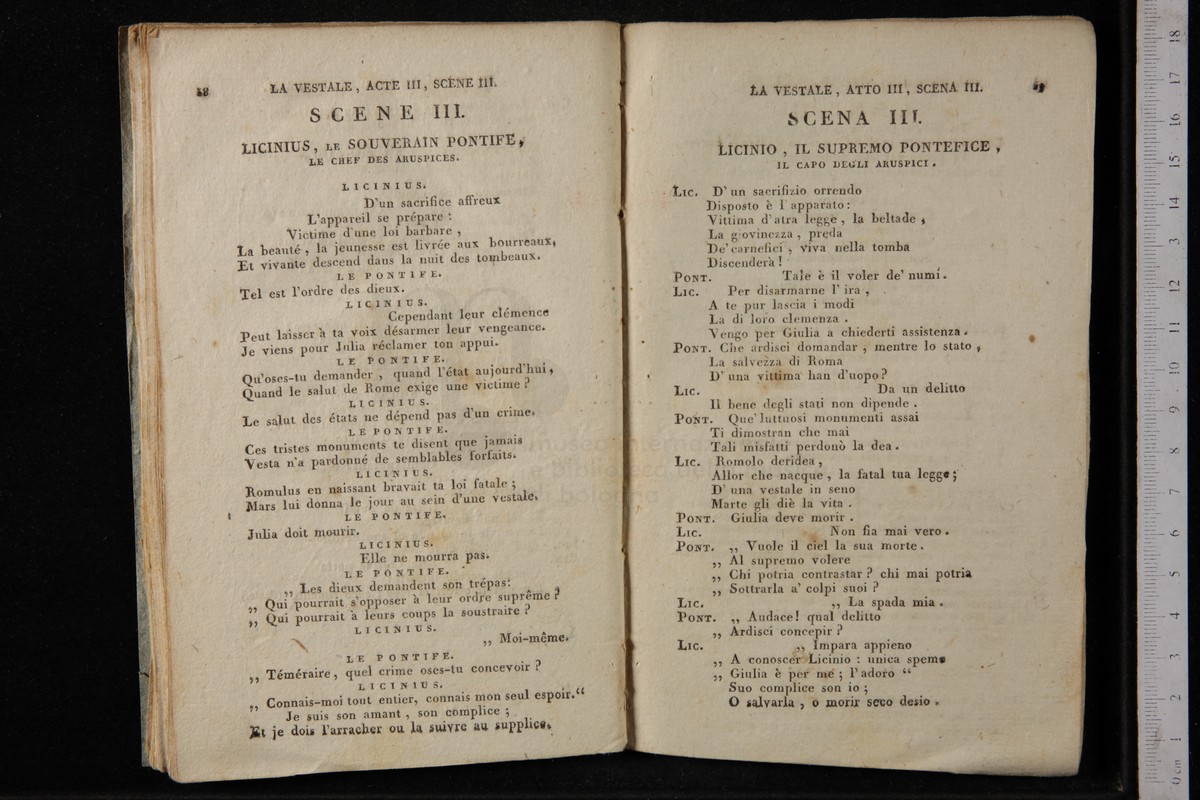 LA VESTALE, ACTE III, SCENE III.
SCENE III.
LICINIUS, LE SOUVERAIN PONTIFE,
LE CHEF DES ARUSPICES.
LICINIUS.
D'un sacrifice affreux
L'appareil se prépare :
Victime d'une loi barbare ,
La beauté , la jeunesse est livrée aux bourreaux,
Et vivante descend dans la nuit des tombeaux.
LE PONTIFE.
Tel est l'ordre des dieux.
LICINIUS.
Cependant leur clémence
Peut laisser à ta voix désarmer leur vengeance.
Je viens pour Julia réclamer ton appui.
LE PONTIFE.
Qu'oses-tu demander , quand l'état aujourd'hui ,
Quand le salut de Rome exige une victime ?
LICINIUS.
Le salut des états ne dépend pas d'un crime.
LE PONTIFE.
Ces tristes monuments te disent que jamais
Vesta n'a pardonné de semblables forfaits.
LICINIUS.
Romulus en naissant bravait ta loi fatale ;
Mars lui donna le jour au sein d'une vestale.
LE PONTIFE.
Julia doit mourir.
LICINIUS.
Elle ne mourra pas.
LE PONTIFE.
,, Les dieux demandent son trépas:
,, Qui pourrait s'opposer à leur ordre suprême ?
,, Qui pourrait à leurs coups la soustraire ?
LICINIUS.
,, Moi-même.
LE PONTIFE.
,, Téméraire , quel crime oses-tu concevoir ?
LICINIUS.
,, Connais-moi tout entier, connais mon seul espoir.“
Je suis son amant , son complice ;
Et je dois l'arracher ou la suivre au supplice.
LA VESTALE , ATTO III , SCENA III.
SCENA III.
LICINIO , IL SUPREMO PONTEFICE ,
IL CAPO DEGLI ARUSPICI .
LIC. D' un sacrifizio orrendo
Disposto è l' apparato :
Vittima d' atra legge , la beltade ,
La giovinezza , preda
De' carnefici , viva nella tomba
Discenderà !
PONT. Tale è il voler de' numi.
LIC. Per disarmarne l' ira ,
A te pur lascia i modi
La di loro clemenza .
Vengo per Giulia a chiederti assistenza .
PONT. Che ardisci domandar , mentre lo stato ,
La salvezza di Roma
D' una vittima han d'uopo ?
LIC. Da un delitto
Il bene degli stati non dipende .
PONT. Que' luttuosi monumenti assai
Ti dimostran che mai
Tali misfatti perdonò la dea .
LIC. Romolo deridea ,
Allor che nacque , la fatal tua legge ;
D' una vestale in seno
Marte gli diè la vita .
PONT. Giulia deve morir .
LIC. Non fia mai vero .
PONT. ,, Vuole il ciel la sua morte .
,, Al supremo volere
,, Chi potria contrastar ? chi mai potria
,, Sottrarla a' colpi suoi ?
LIC. ,, La spada mia .
PONT. ,, Audace! qual delitto
,, Ardisci concepir ?
LIC. ,, Impara appieno
,, A conoscer Licinio : unica speme
,, Giulia è per me ; l' adoro “
Suo complice son io ;
O salvarla , o morir seco desio .